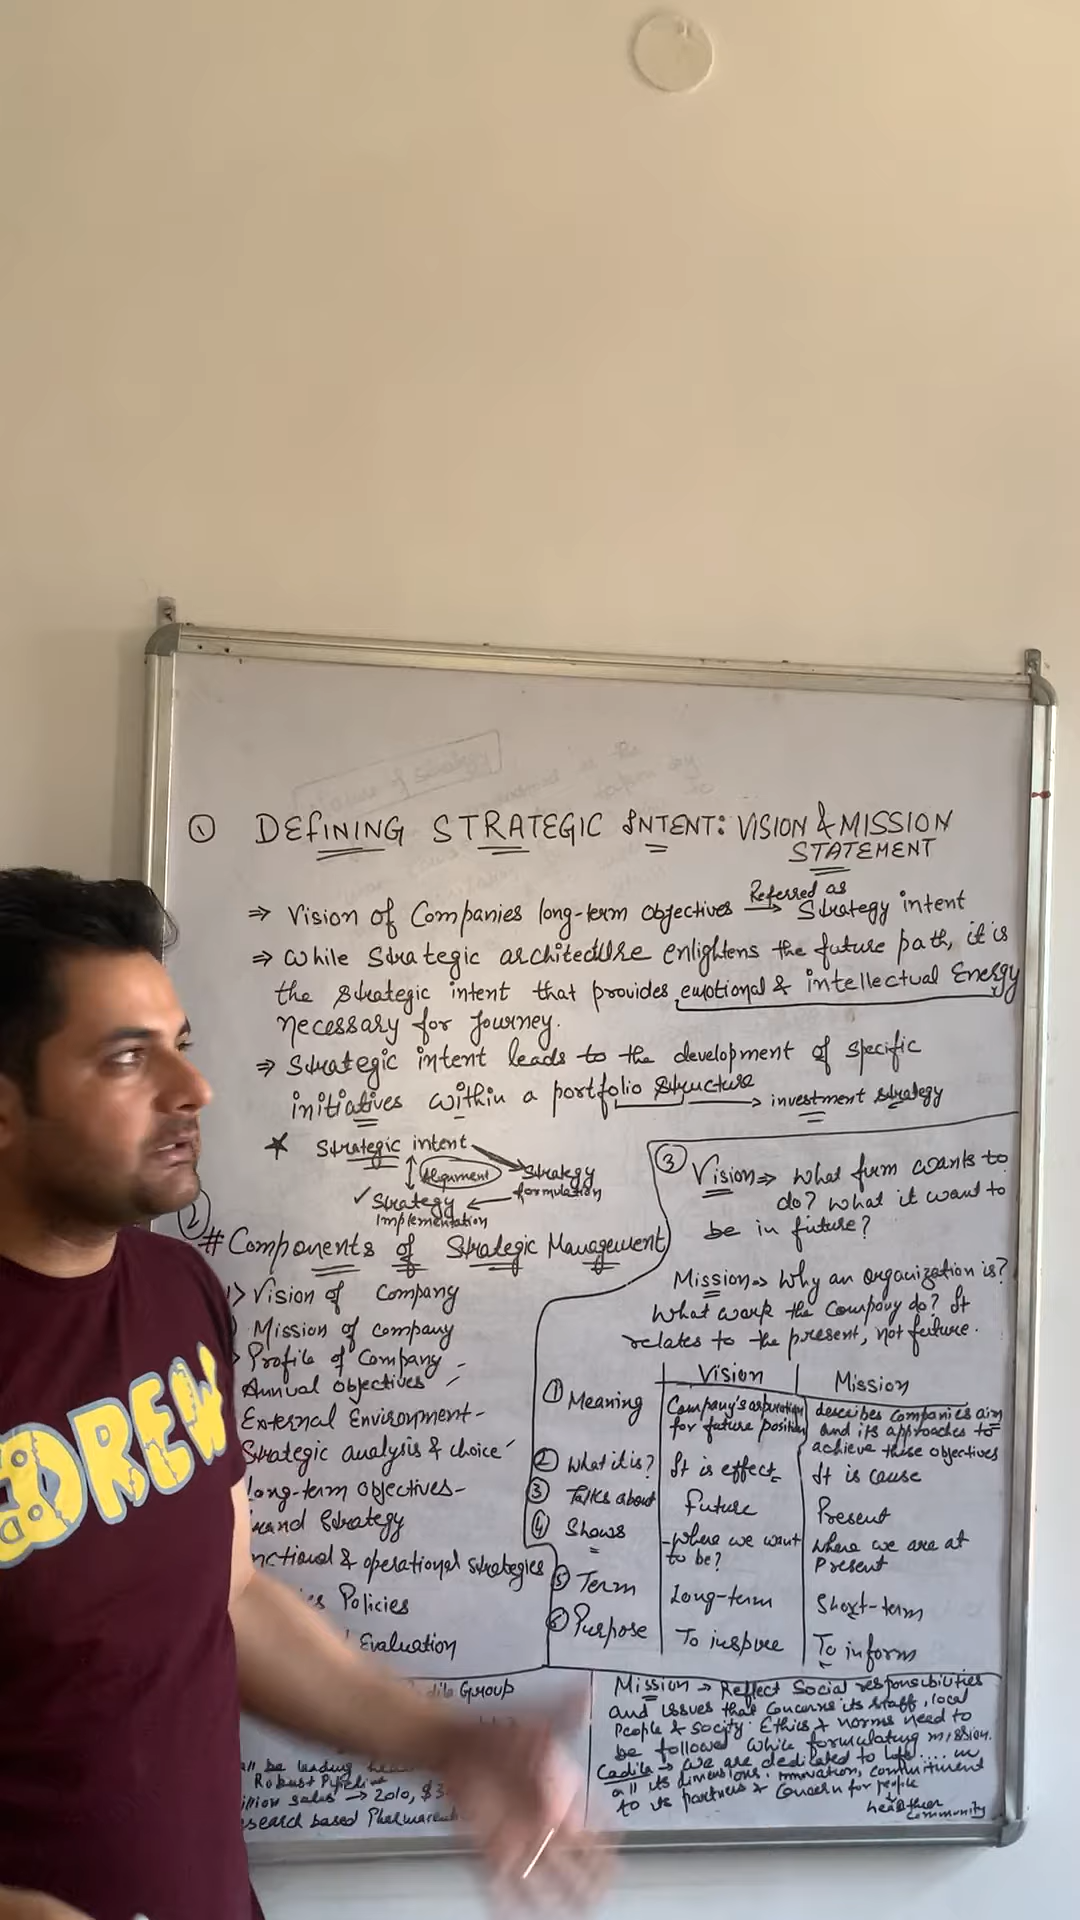 ① DEFINING STRATEGIC INTENT: VISION & MISSION
STATEMENT
⇒ Vision of Companies long-term objectives Referred as → Strategy intent
⇒ While Strategic architecture enlightens the future path, it is
the strategic intent that provides emotional & intellectual Energy
necessary for Journey.
⇒ Strategic intent leads to the development of specific
initiatives within a portfolio structure → investment strategy
★ Strategic intent
Alignment
Strategy
formulation
✓ Strategy
implementation
②
# Components of Strategic Management
1> Vision of Company
Mission of company
> Profile of Company -
Annual objectives
External Environment-
Strategic analysis & choice
Long-term Objectives-
Strategy
& operational strategies
Policies
Evaluation
③ Vision ⇒ What firm wants to
do? What it want to
be in future?
Mission ⇒ Why an organization is?
What work the company do? It
relates to the present, not future.
Vision | Mission
① Meaning
Company's aspiration
for future position
describes companies aim
and its approaches to
achieve these objectives
② What it is? It is effect It is cause
③ Talks about Future Present
④ Shows
-Where we want
to be?
where we are at
Present
⑤ Term Long-term Short-term
⑥ Purpose To inspire To inform
Group
be leading
Robust Pipeline
sales → 2010, $3
based
Mission → Reflect Social responsibilities
and issues that concerns its staff, local
people & socity. Ethics & norms need to
be followed while formulating mission.
Cadila → We are dedicated to life.... in
all its dimensions. innovation, commitment
to its partners & concern for people
healthier
community
DREW